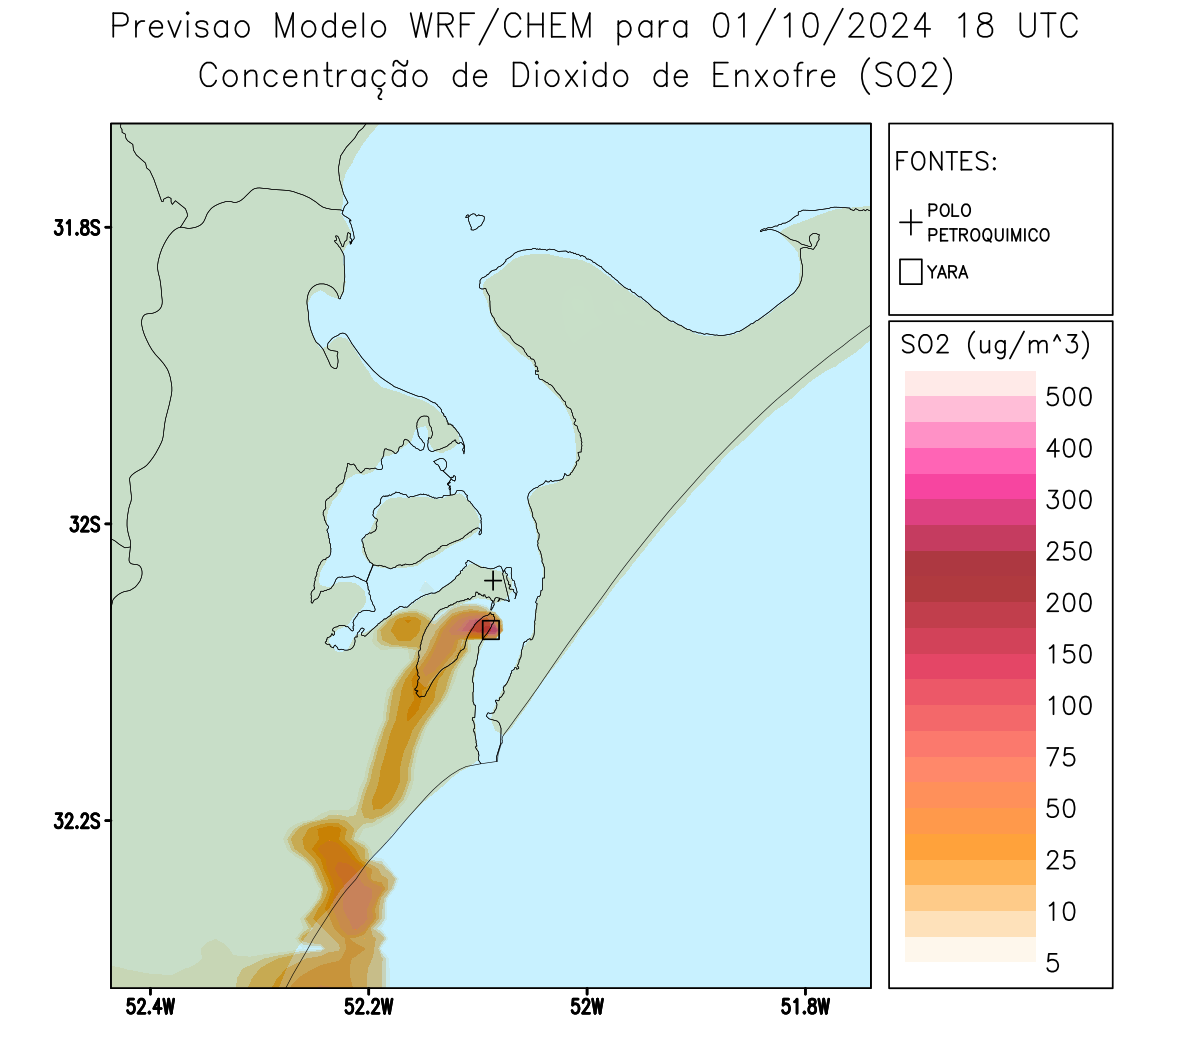 Previsao Modelo WRF/CHEM para 01/10/2024 18 UTC
Concentração de Dioxido de Enxofre (SO2)
FONTES:
POLO
PETROQUIMICO
YARA
SO2 (ug/m^3)
500
400
300
250
200
150
100
75
50
25
10
5
31.8S
32S
32.2S
52.4W
52.2W
52W
51.8W